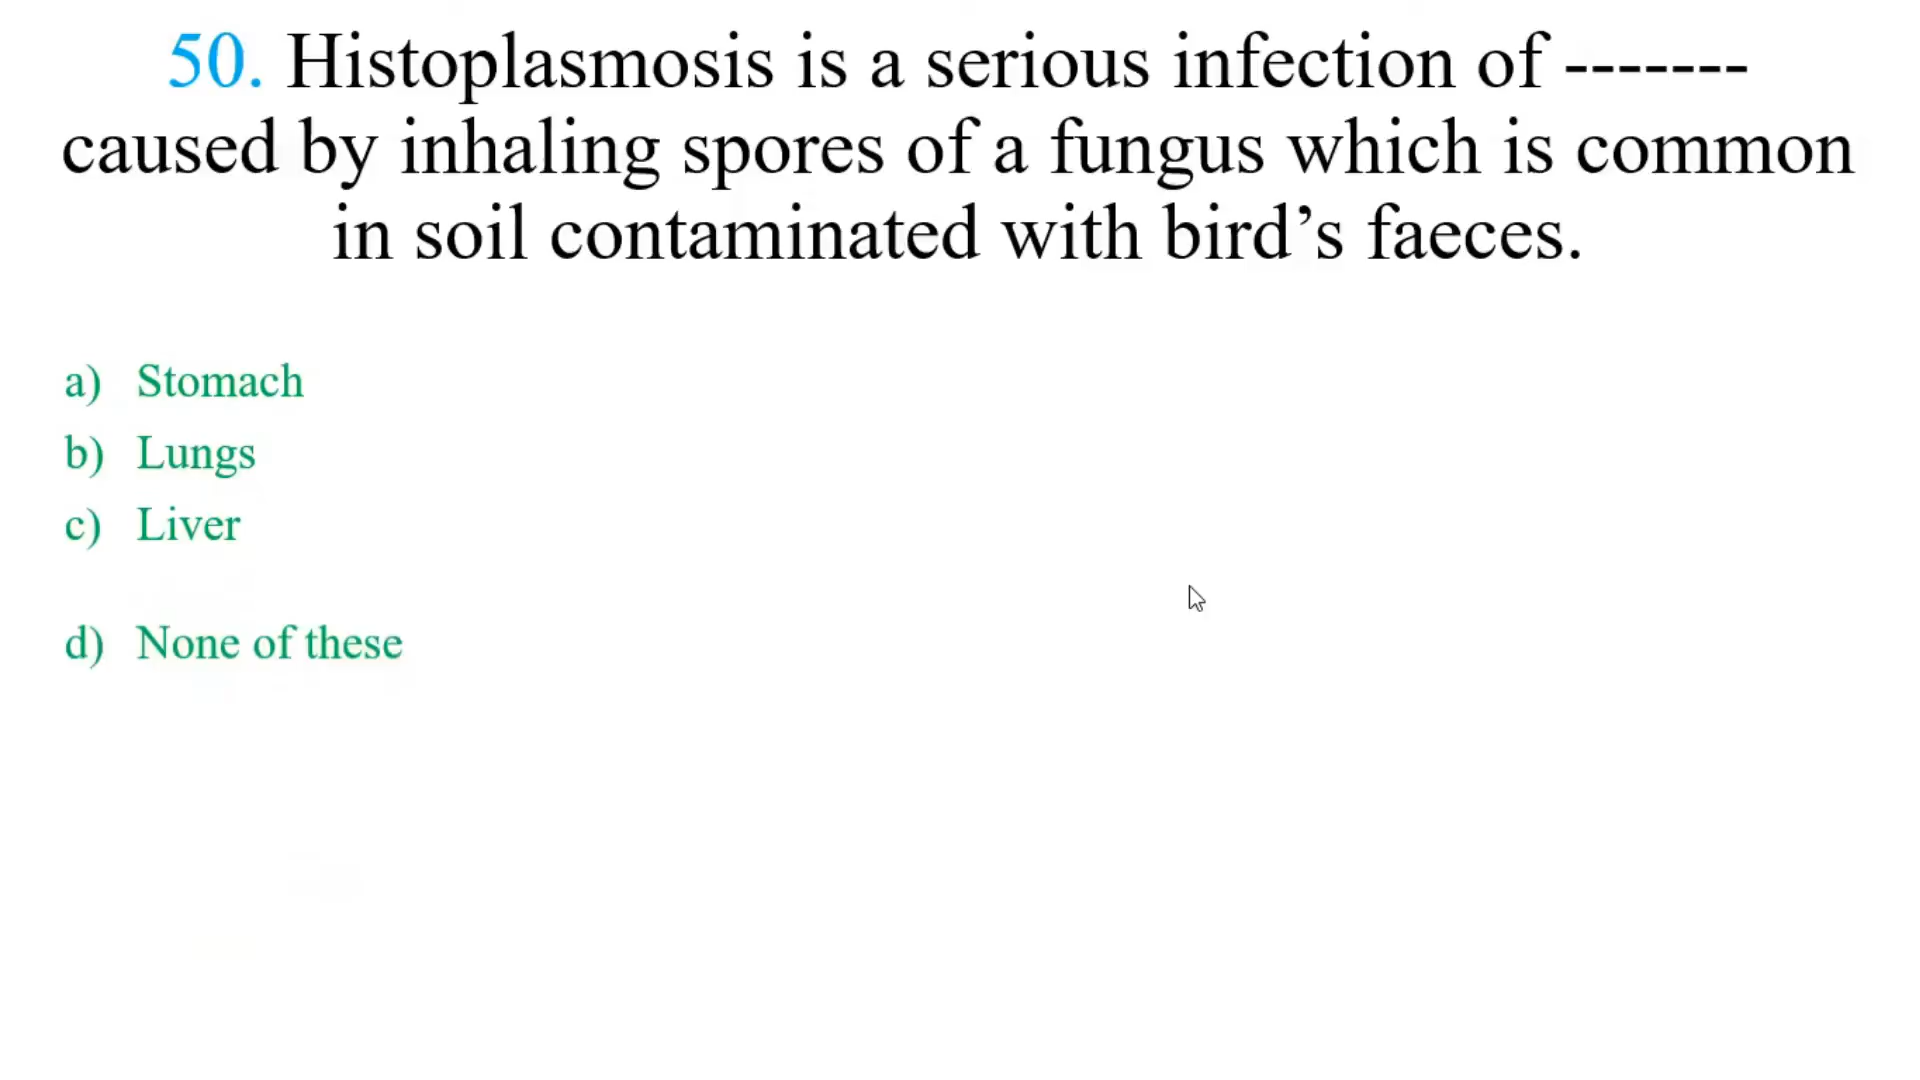 50. Histoplasmosis is a serious infection of -------
caused by inhaling spores of a fungus which is common
in soil contaminated with bird’s faeces.
a) Stomach
b) Lungs
c) Liver
d) None of these